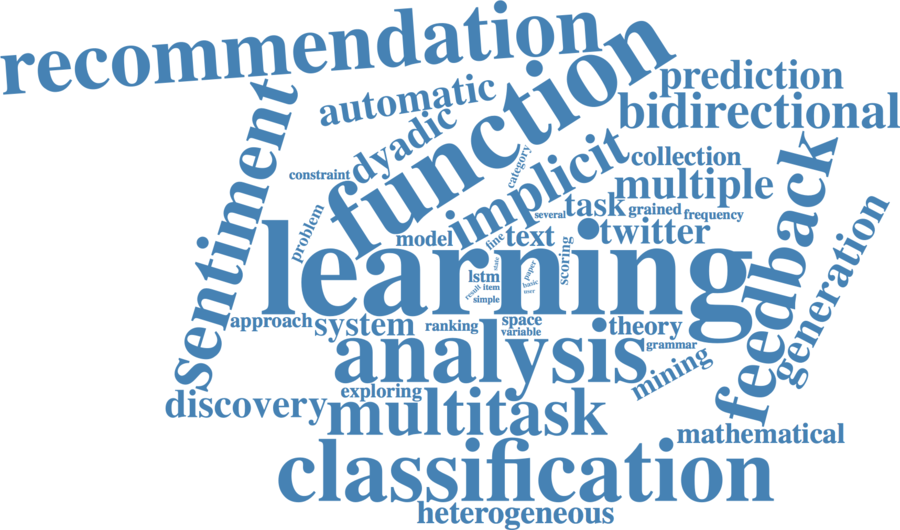 recommendation
function
prediction
automatic
bidirectional
sentiment
dyadic
implicit
category
collection
constraint
multiple
feedback
problem
task
grained
several
frequency
generation
model
fine
text
twitter
scoring
learning
state
paper
lstm
result
item
basic
user
simple
approach
system
ranking
space
variable
theory
analysis
grammar
mining
exploring
discovery
multitask
mathematical
classification
heterogeneous